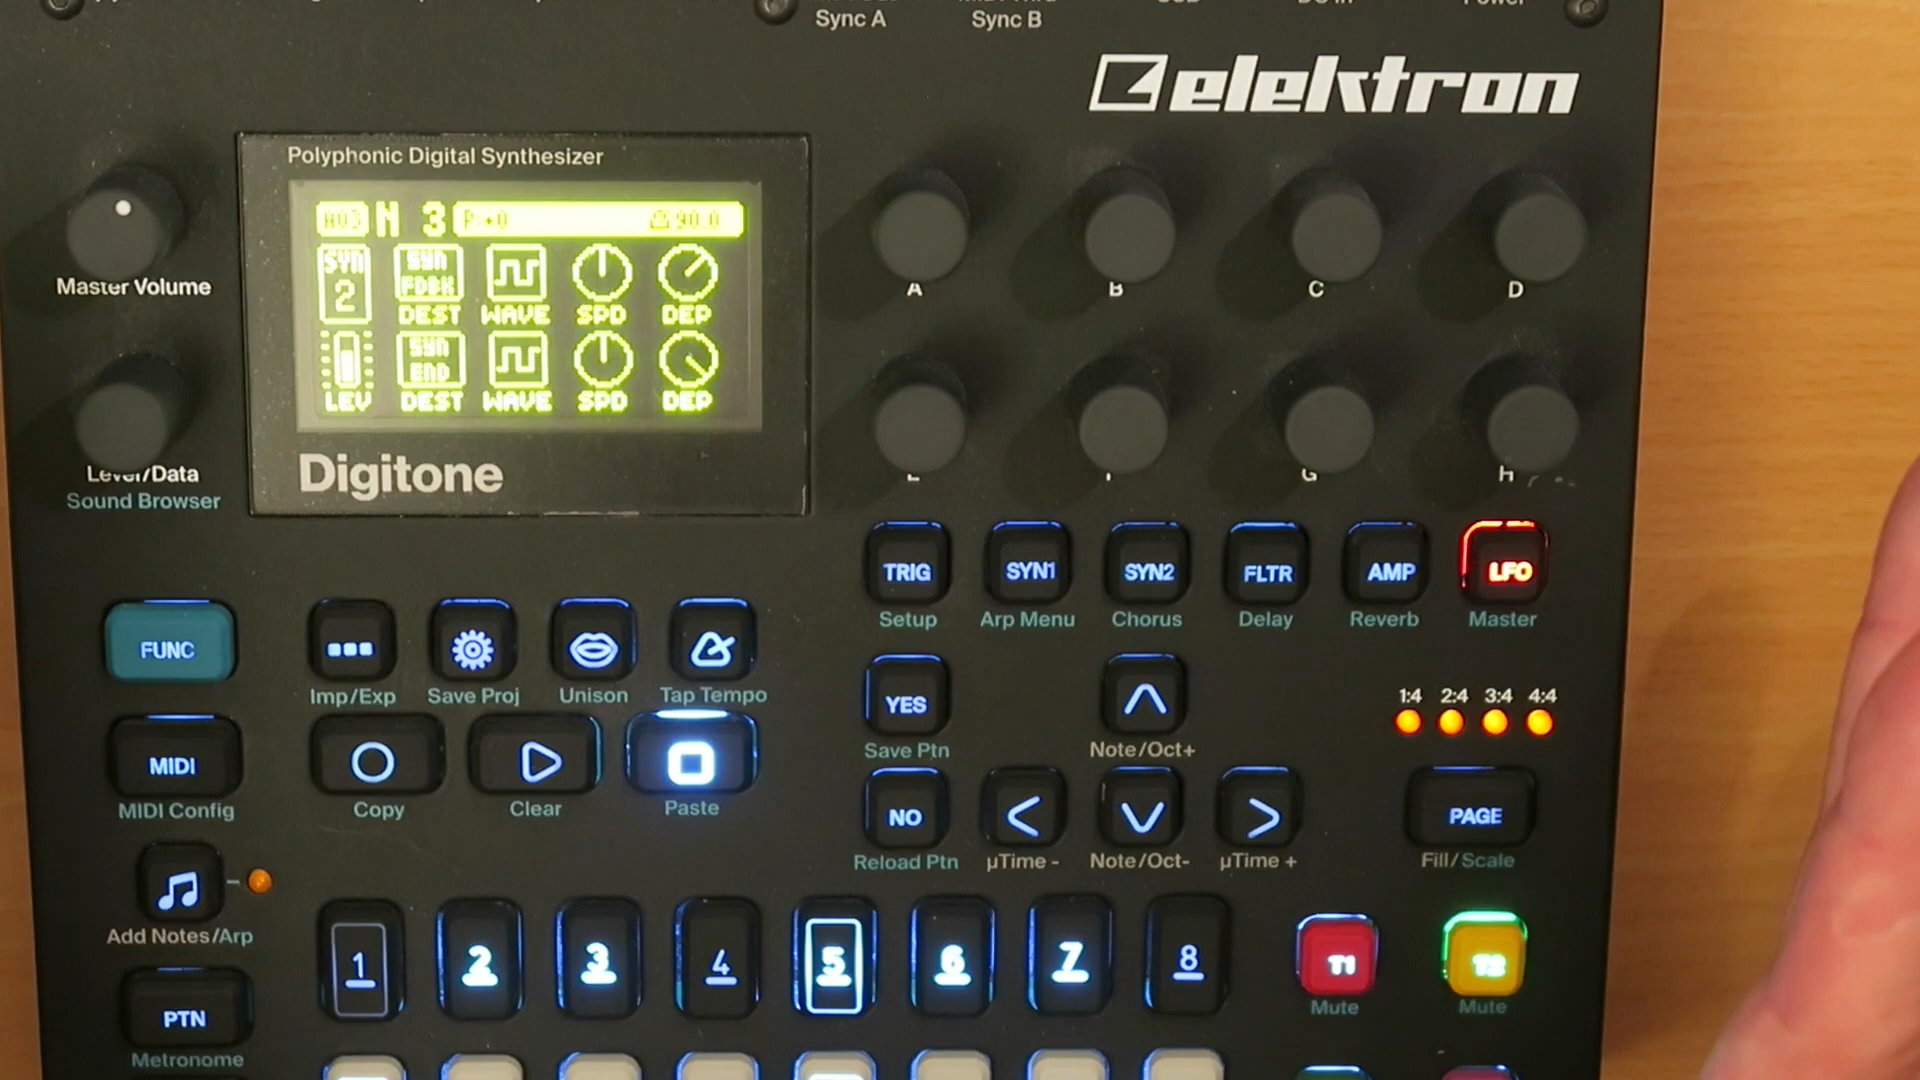 Sync A
Sync B
elektron
Polyphonic Digital Synthesizer
A03 N 3 P:+0 90.0
SYN 2
SYN FDBK
DEST WAVE SPD DEP
SYN END
LEV DEST WAVE SPD DEP
Digitone
Master Volume
Level/Data
Sound Browser
A B C D
G H
TRIG SYN1 SYN2 FLTR AMP LFO
Setup Arp Menu Chorus Delay Reverb Master
FUNC
Imp/Exp Save Proj Unison Tap Tempo
YES
Save Ptn
Note/Oct+
1:4 2:4 3:4 4:4
MIDI
MIDI Config
Copy Clear Paste
NO
PAGE
Reload Ptn µTime - Note/Oct- µTime + Fill/Scale
Add Notes/Arp
1 2 3 4 5 6 7 8
T1 T2
Mute Mute
PTN
Metronome